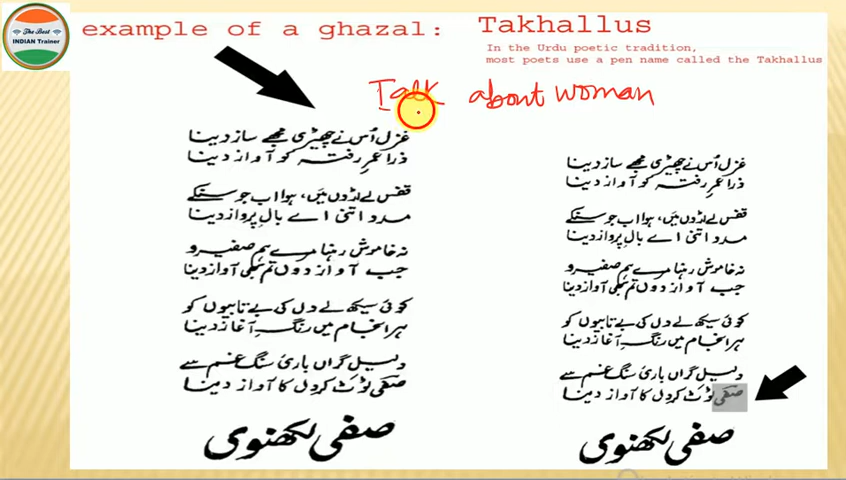 The Best
INDIAN Trainer
example of a ghazal:
Takhallus
In the Urdu poetic tradition,
most poets use a pen name called the Takhallus
Talk about woman
غزل اُس نے چھیڑی مجھے ساز دینا
ذرا عمرِ رفتہ کو آواز دینا
قفس لے اڑوں میں، ہوا اب جو سنکے
مدد اتنی اے بالِ پرواز دینا
نہ خاموش رہنا مرے ہم صفیرو
جب آواز دوں تم بھی آواز دینا
کوئی سیکھ لے دل کی بے تابیوں کو
ہر انجام میں رنگِ آغاز دینا
دلیل گراں باریٔ سنگ غم سے
صفی ٹوٹ کر دل کا آواز دینا
صفی لکھنوی
غزل اُس نے چھیڑی مجھے ساز دینا
ذرا عمرِ رفتہ کو آواز دینا
قفس لے اڑوں میں، ہوا اب جو سنکے
مدد اتنی اے بالِ پرواز دینا
نہ خاموش رہنا مرے ہم صفیرو
جب آواز دوں تم بھی آواز دینا
کوئی سیکھ لے دل کی بے تابیوں کو
ہر انجام میں رنگِ آغاز دینا
دلیل گراں باریٔ سنگ غم سے
صفی ٹوٹ کر دل کا آواز دینا
صفی لکھنوی